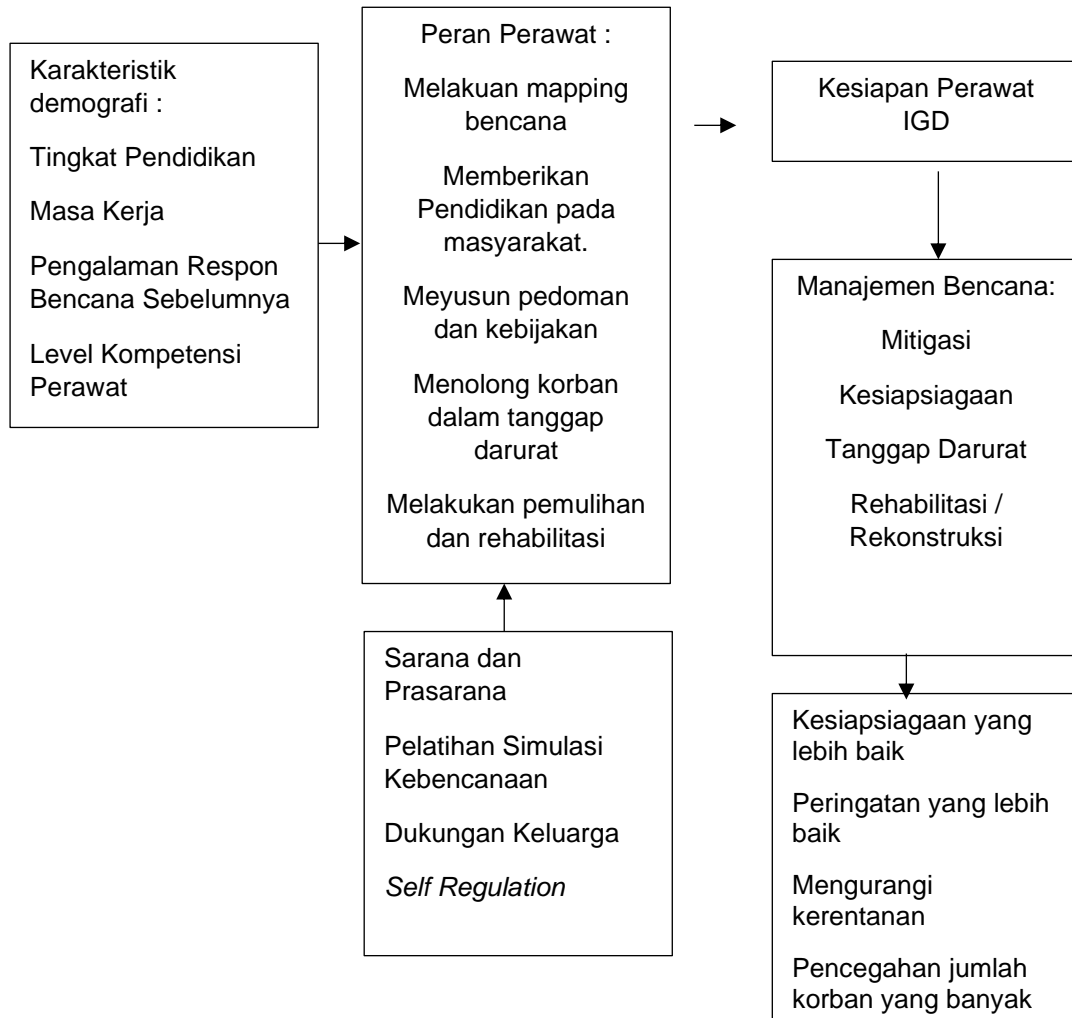 Karakteristik
demografi :
Tingkat Pendidikan
Masa Kerja
Pengalaman Respon
Bencana Sebelumnya
Level Kompetensi
Perawat
Peran Perawat :
Melakuan mapping
bencana
Memberikan
Pendidikan pada
masyarakat.
Meyusun pedoman
dan kebijakan
Menolong korban
dalam tanggap
darurat
Melakukan pemulihan
dan rehabilitasi
Sarana dan
Prasarana
Pelatihan Simulasi
Kebencanaan
Dukungan Keluarga
Self Regulation
Kesiapan Perawat
IGD
Manajemen Bencana:
Mitigasi
Kesiapsiagaan
Tanggap Darurat
Rehabilitasi /
Rekonstruksi
Kesiapsiagaan yang
lebih baik
Peringatan yang lebih
baik
Mengurangi
kerentanan
Pencegahan jumlah
korban yang banyak